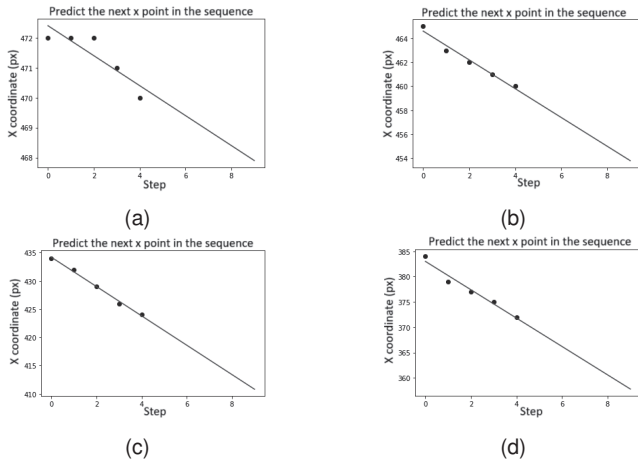 Predict the next x point in the sequence
X coordinate (px)
472
471
470
469
468
0 2 4 6 8
Step
(a)
Predict the next x point in the sequence
X coordinate (px)
464
462
460
458
456
454
0 2 4 6 8
Step
(b)
Predict the next x point in the sequence
X coordinate (px)
435
430
425
420
415
410
0 2 4 6 8
Step
(c)
Predict the next x point in the sequence
X coordinate (px)
385
380
375
370
365
360
0 2 4 6 8
Step
(d)